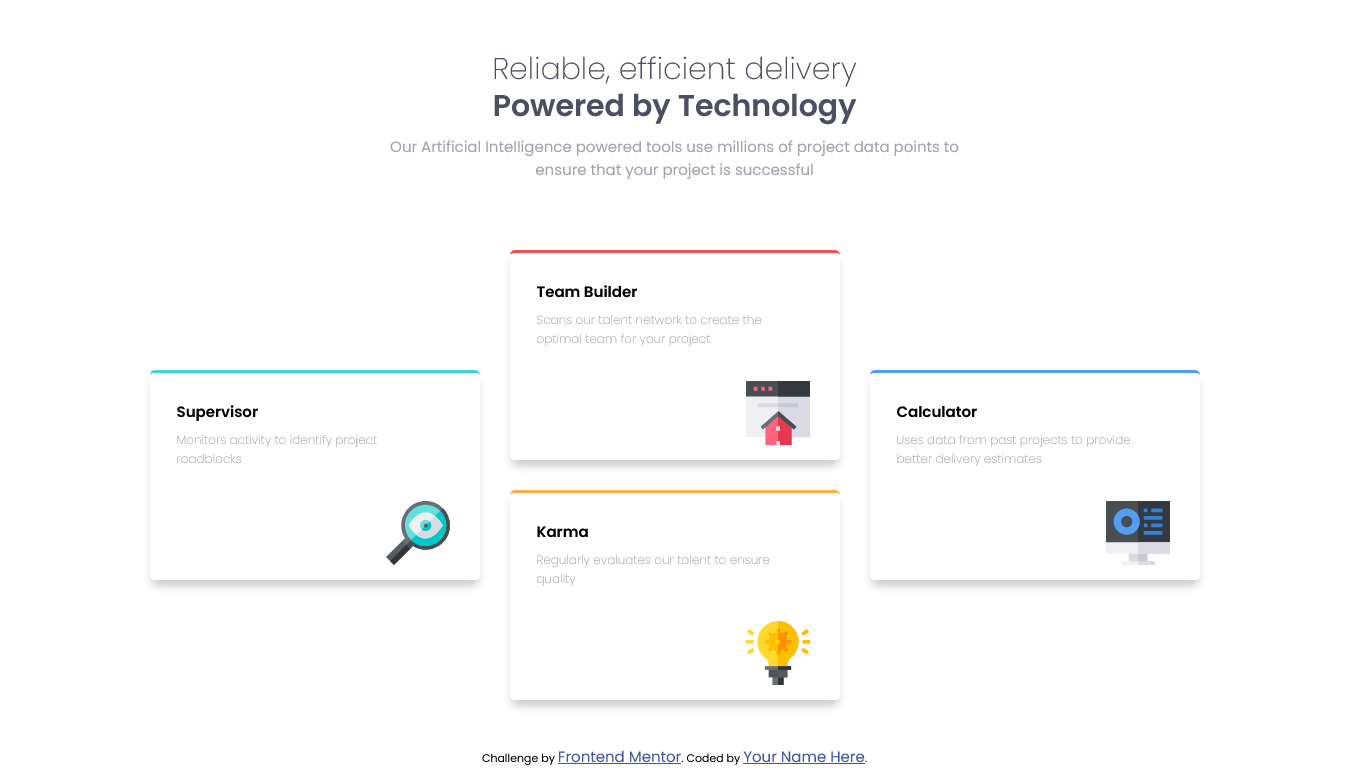 Reliable, efficient delivery
Powered by Technology
Our Artificial Intelligence powered tools use millions of project data points to
ensure that your project is successful
Team Builder
Scans our talent network to create the
optimal team for your project
Supervisor
Monitors activity to identify project
roadblocks
Calculator
Uses data from past projects to provide
better delivery estimates
Karma
Regularly evaluates our talent to ensure
quality
Challenge by Frontend Mentor. Coded by Your Name Here.